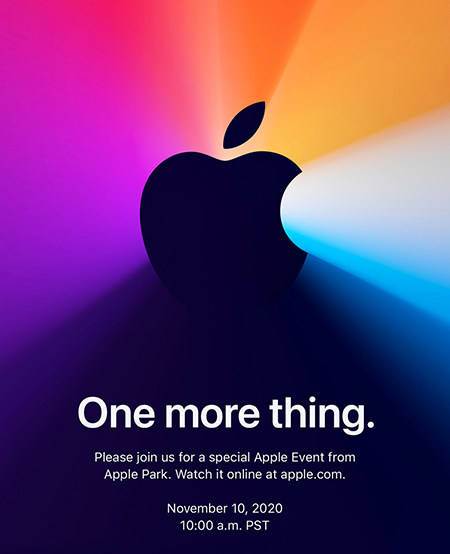 One more thing.
Please join us for a special Apple Event from
Apple Park. Watch it online at apple.com.
November 10, 2020
10:00 a.m. PST